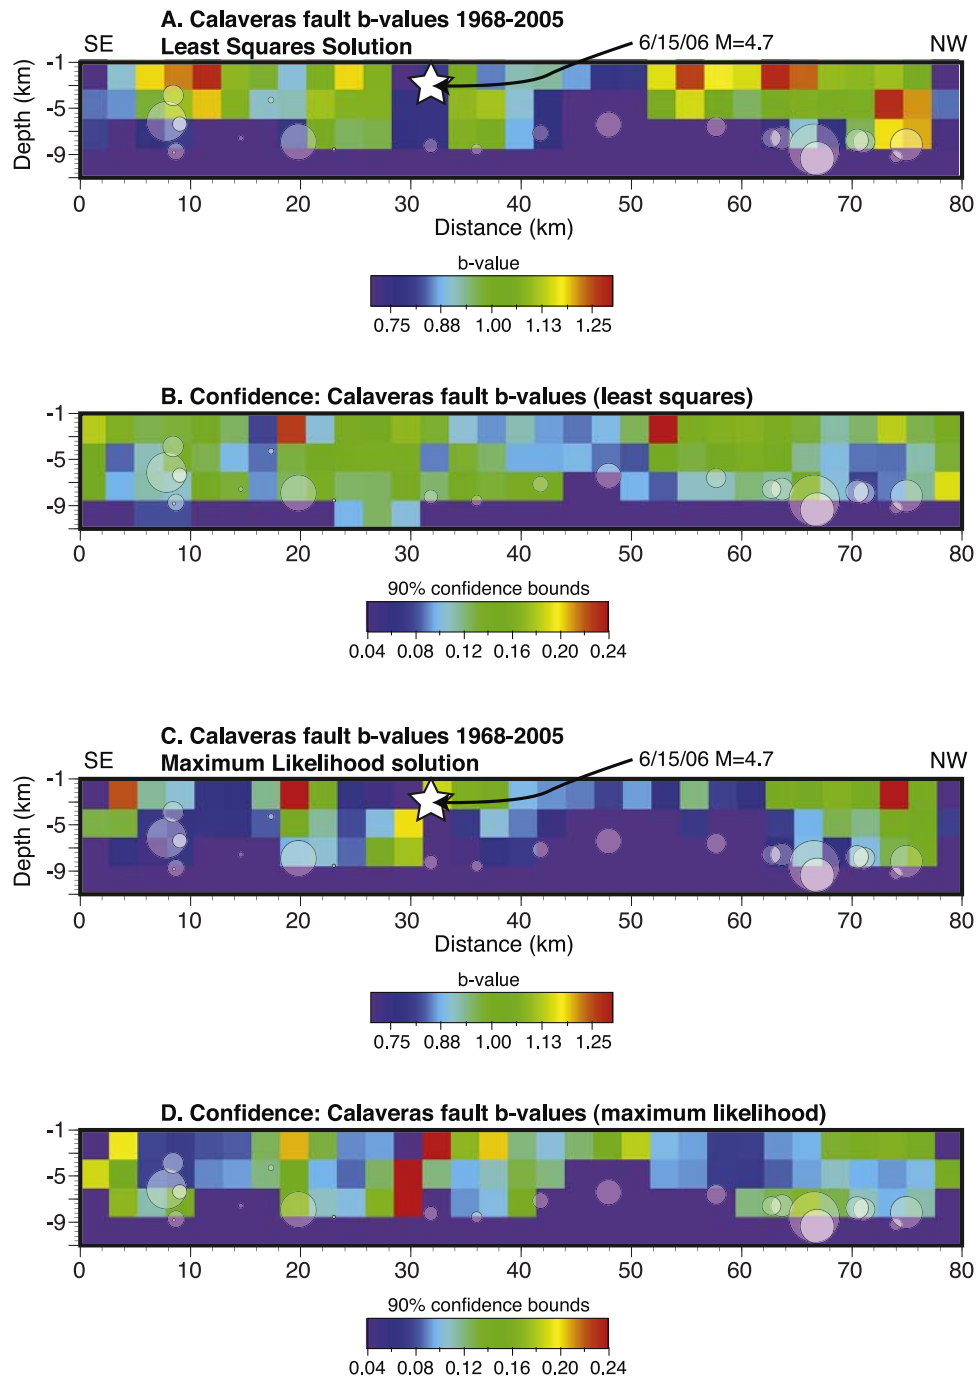 A. Calaveras fault b-values 1968-2005
SE Least Squares Solution 6/15/06 M=4.7 NW
-1
-5
-9
Depth (km)
0 10 20 30 40 50 60 70 80
Distance (km)
b-value
0.75 0.88 1.00 1.13 1.25
B. Confidence: Calaveras fault b-values (least squares)
-1
-5
-9
0 10 20 30 40 50 60 70 80
90% confidence bounds
0.04 0.08 0.12 0.16 0.20 0.24
C. Calaveras fault b-values 1968-2005
SE Maximum Likelihood solution 6/15/06 M=4.7 NW
-1
-5
-9
Depth (km)
0 10 20 30 40 50 60 70 80
Distance (km)
b-value
0.75 0.88 1.00 1.13 1.25
D. Confidence: Calaveras fault b-values (maximum likelihood)
-1
-5
-9
0 10 20 30 40 50 60 70 80
90% confidence bounds
0.04 0.08 0.12 0.16 0.20 0.24